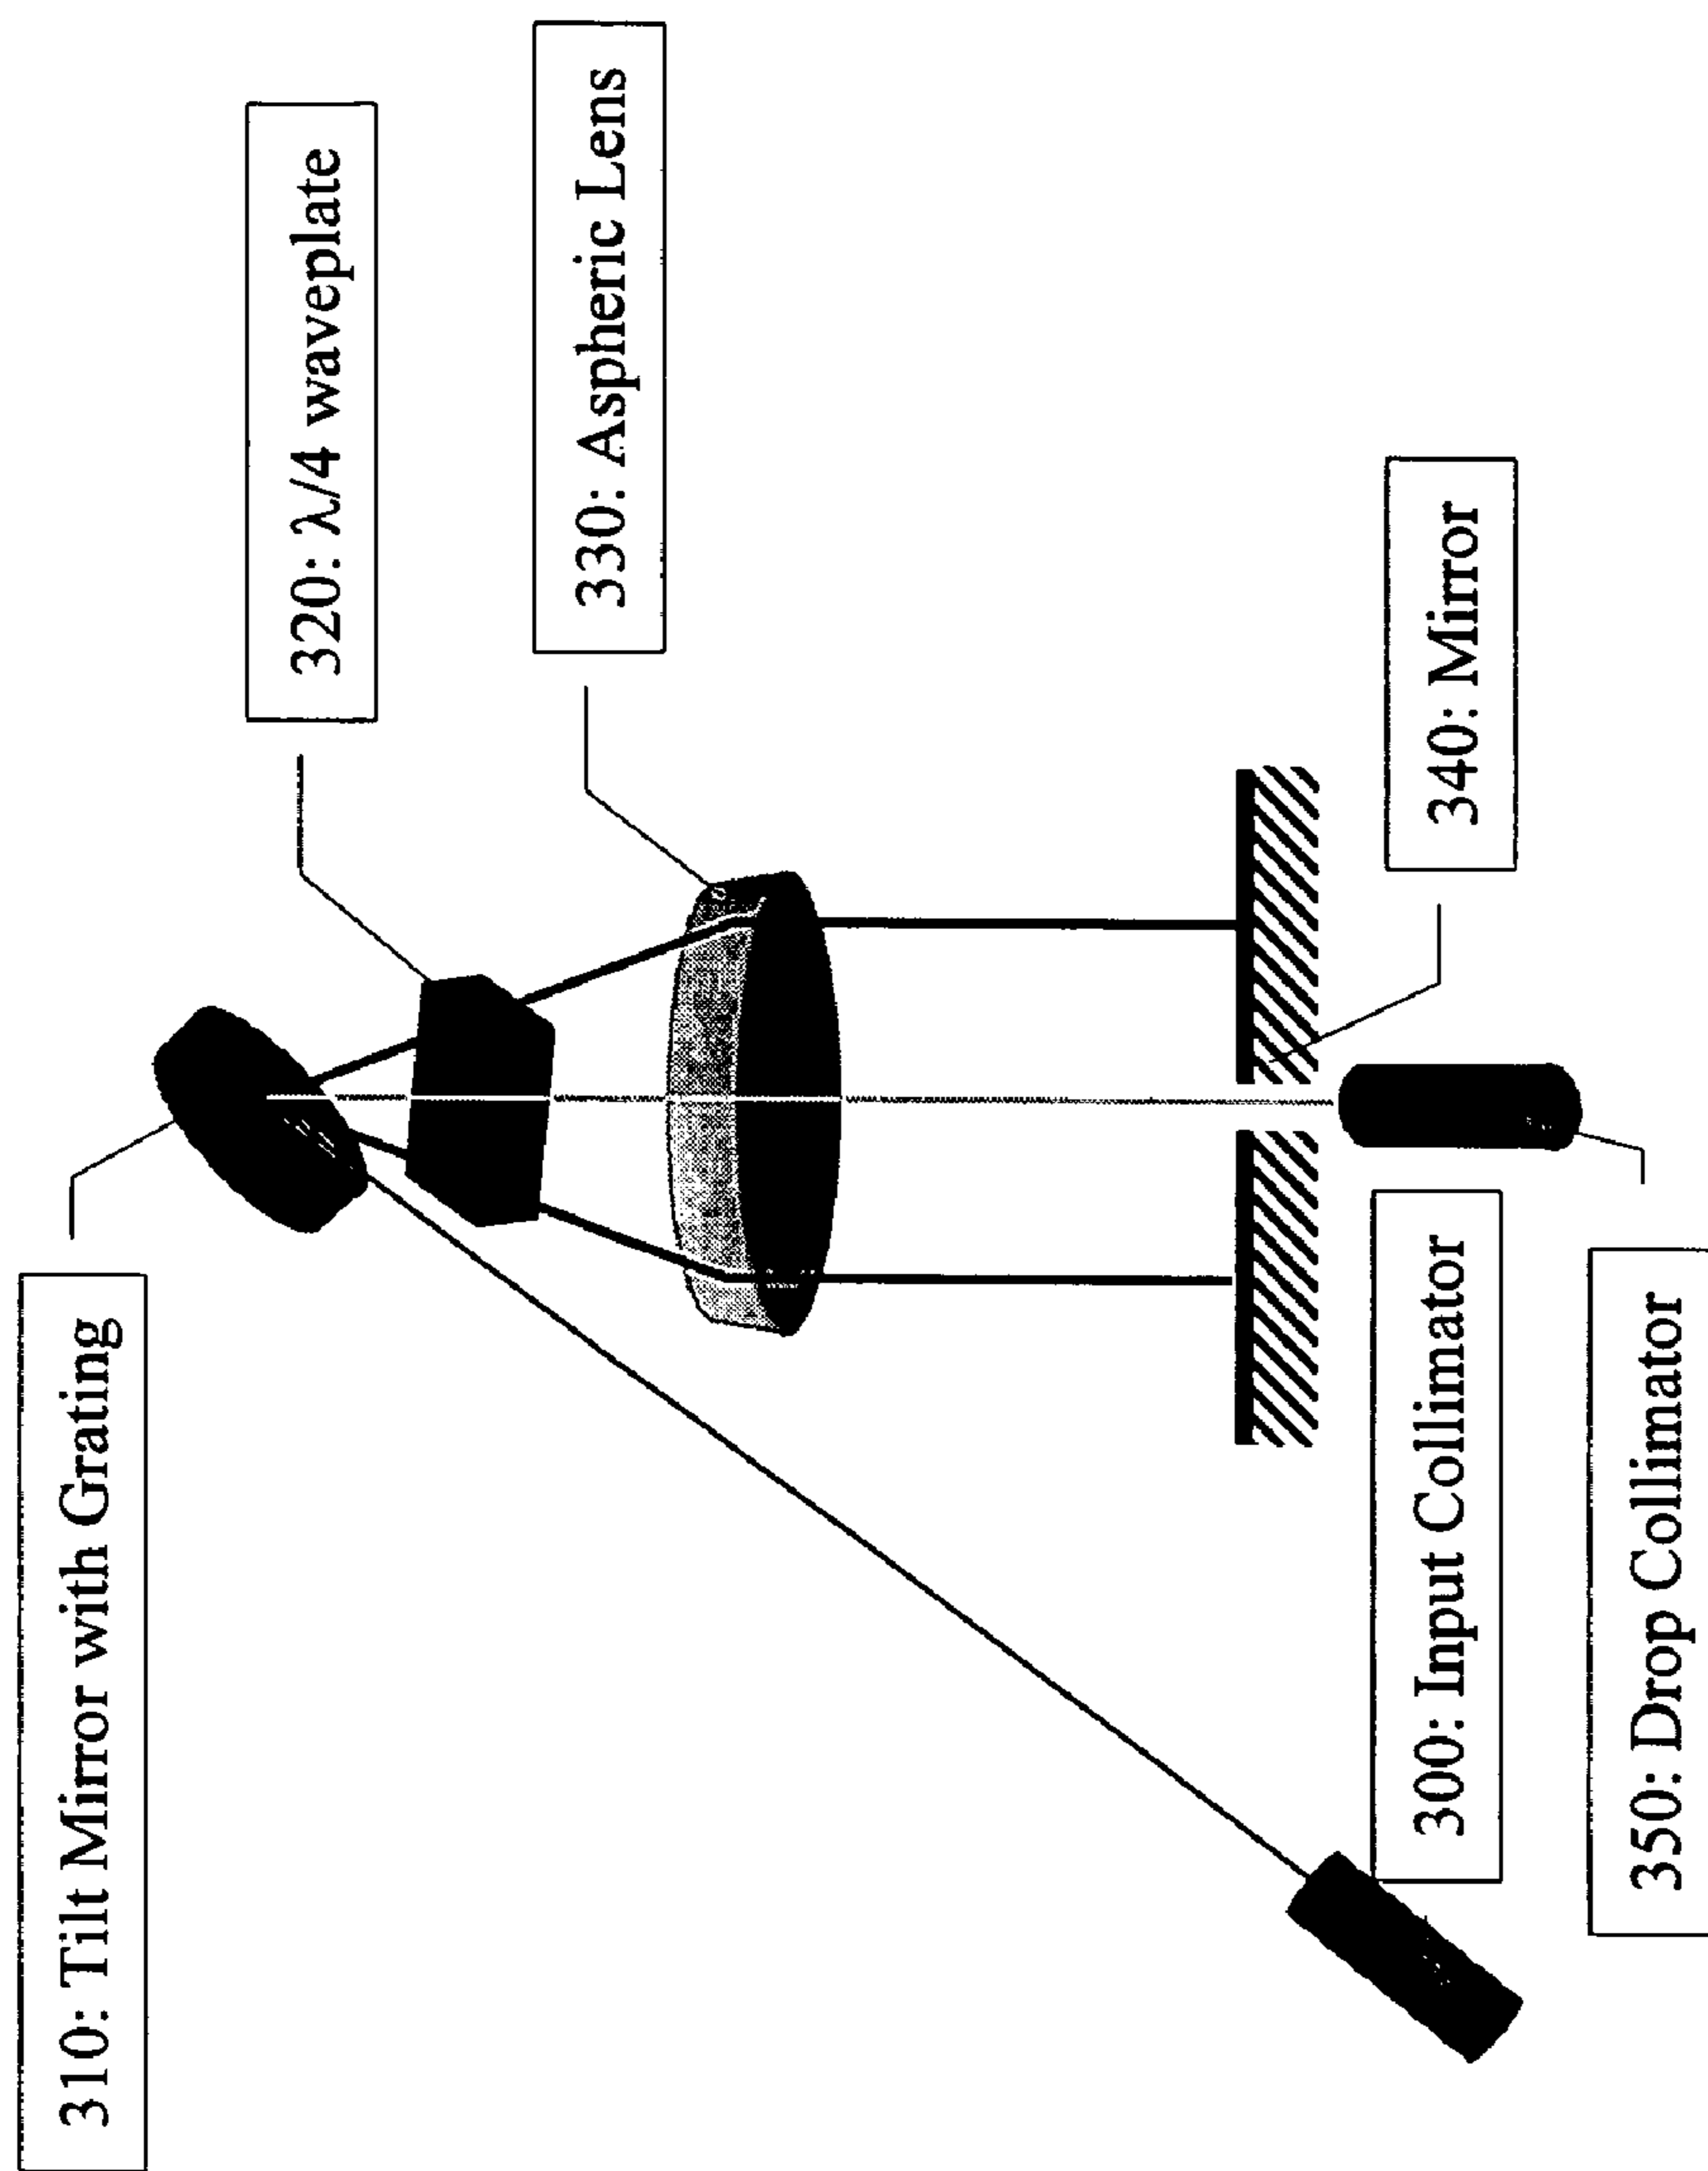 310: Tilt Mirror with Grating
320: λ/4 waveplate
330: Aspheric Lens
340: Mirror
300: Input Collimator
350: Drop Collimator